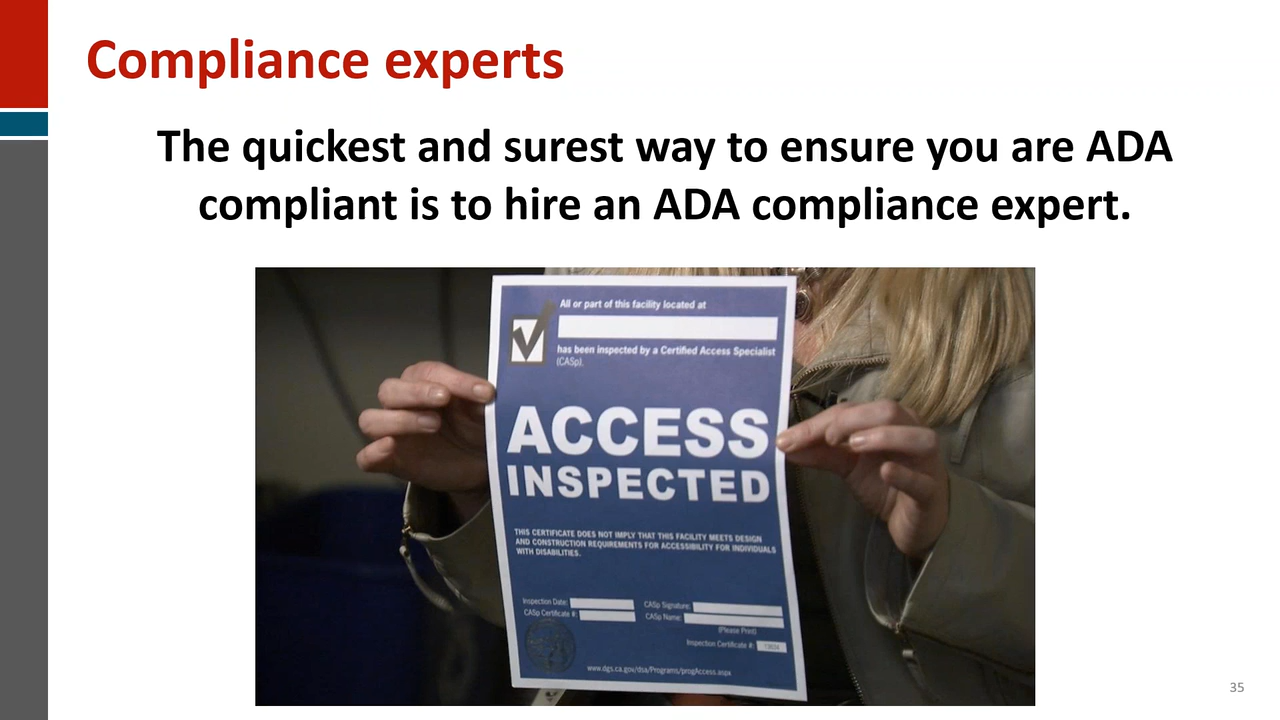 Compliance experts
The quickest and surest way to ensure you are ADA
compliant is to hire an ADA compliance expert.
All or part of this facility located at
has been inspected by a Certified Access Specialist
(CASp).
ACCESS
INSPECTED
THIS CERTIFICATE DOES NOT IMPLY THAT THIS FACILITY MEETS DESIGN
AND CONSTRUCTION REQUIREMENTS FOR ACCESSIBILITY FOR INDIVIDUALS
WITH DISABILITIES.
Inspection Date:
CASp Signature:
CASp Certificate #:
CASp Name:
(Please Print)
Inspection Certificate #:
www.dgs.ca.gov/dsa/Programs/progAccess.aspx
35